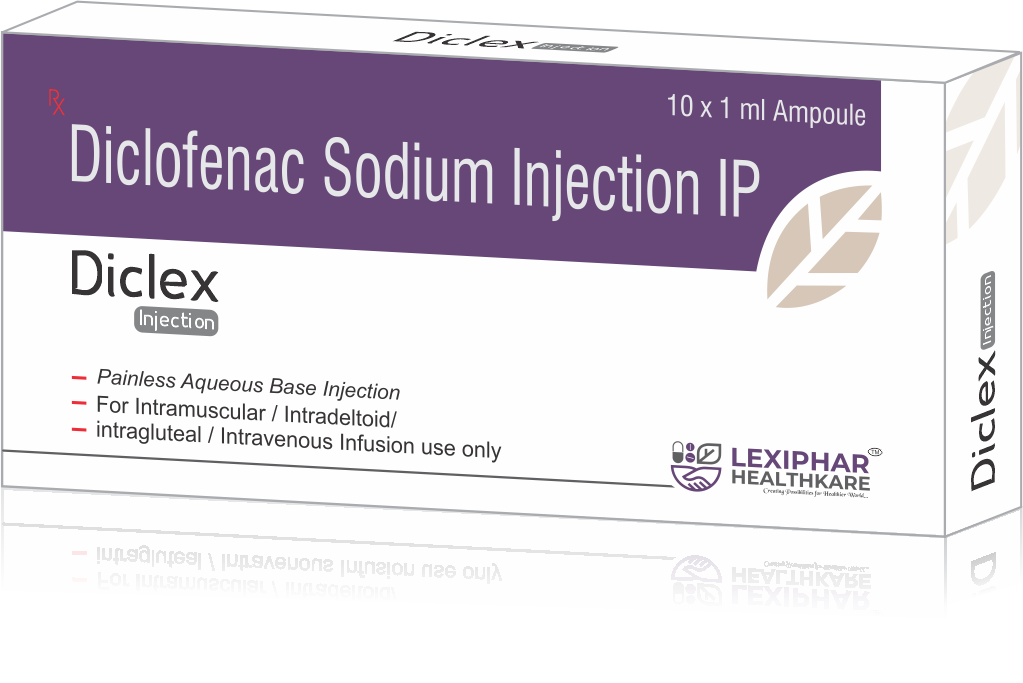 Diclex Injection
Rx
10 x 1 ml Ampoule
Diclofenac Sodium Injection IP
Diclex
Injection
– Painless Aqueous Base Injection
– For Intramuscular / Intradeltoid/
– intragluteal / Intravenous Infusion use only
LEXIPHAR TM
HEALTHKARE
Creating Possibilities for Healthier World...
Diclex Injection